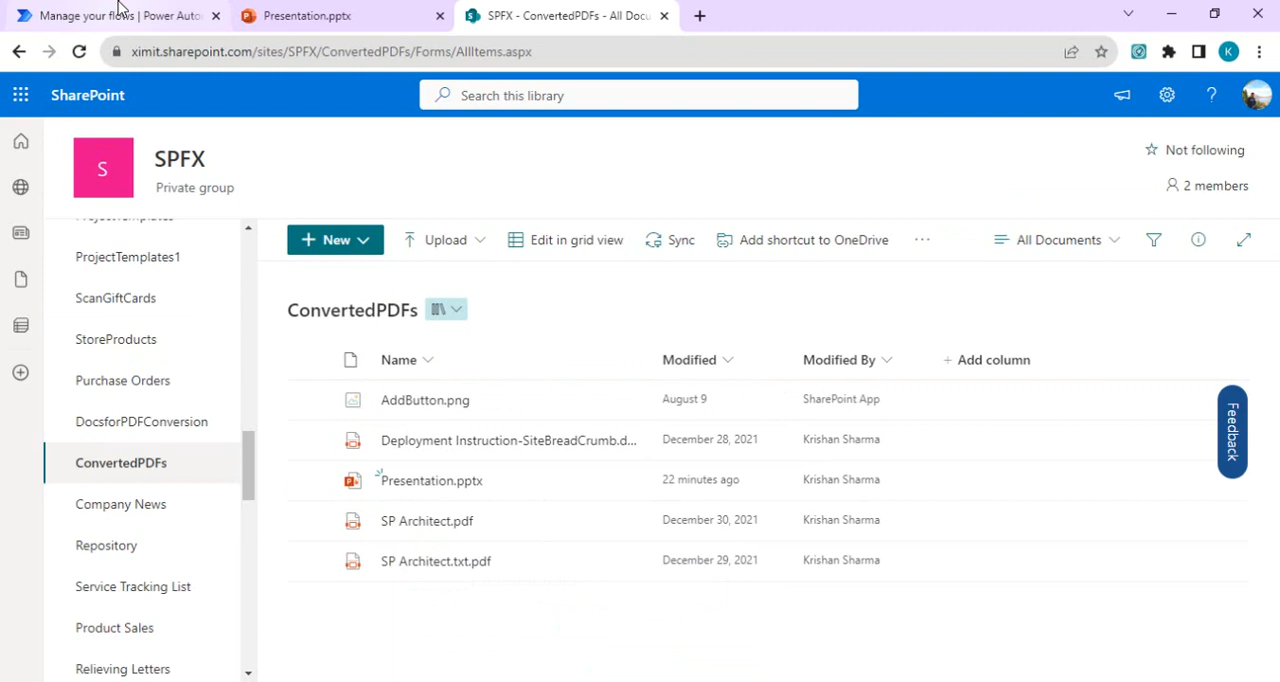 Manage your flows | Power Auto
Presentation.pptx
SPFX - ConvertedPDFs - All Docu
ximit.sharepoint.com/sites/SPFX/ConvertedPDFs/Forms/AllItems.aspx
K
SharePoint
Search this library
S
SPFX
Private group
Not following
2 members
ProjectTemplates
ProjectTemplates1
ScanGiftCards
StoreProducts
Purchase Orders
DocsforPDFConversion
ConvertedPDFs
Company News
Repository
Service Tracking List
Product Sales
Relieving Letters
+ New
Upload
Edit in grid view
Sync
Add shortcut to OneDrive
...
All Documents
ConvertedPDFs
Name
Modified
Modified By
+ Add column
AddButton.png
August 9
SharePoint App
Deployment Instruction-SiteBreadCrumb.d...
December 28, 2021
Krishan Sharma
Presentation.pptx
22 minutes ago
Krishan Sharma
SP Architect.pdf
December 30, 2021
Krishan Sharma
SP Architect.txt.pdf
December 29, 2021
Krishan Sharma
Feedback